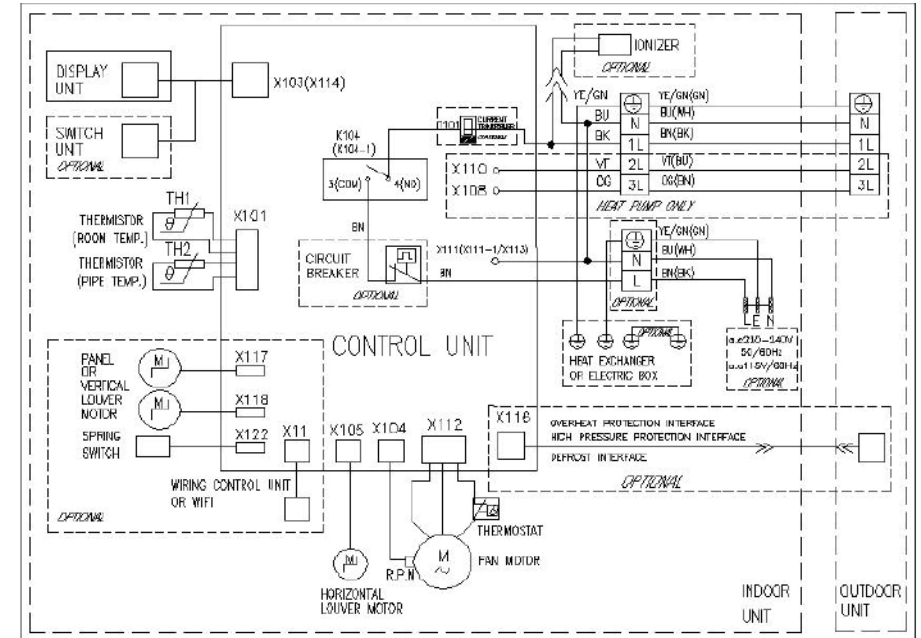 DISPLAY
UNIT
X103(X114)
SWITCH
UNIT
OPTIONAL
TH1
THERMISTOR
(ROON TEMP.)
TH2
THERMISTOR
(PIPE TEMP.)
X101
IONIZER
OPTIONAL
CURRENT
K104
(K104-1)
3(COM)
4(NO)
BN
CIRCUIT
BREAKER
OPTIONAL
X111(X111-1/X113)
BN
YE/GN
BU
BK
VT
OG
X110
X108
N
1L
2L
3L
YE/GN(GN)
BU(WH)
BN(BK)
VT(BU)
OG(BN)
HEAT PUMP ONLY
N
1L
2L
3L
YE/GN(GN)
BU(WH)
BN(BK)
N
L
OPTIONAL
OPTIONAL
HEAT EXCHANGER
OR ELECTRIC BOX
L E N
50/60Hz
OPTIONAL
CONTROL UNIT
PANEL
OR
VERTICAL
LOUVER
MOTOR
SPRING
SWITCH
M
M
X117
X118
X122
X11
WIRING CONTROL UNIT
OR WIFI
OPTIONAL
X105
X104
X112
X116
OVERHEAT PROTECTION INTERFACE
HIGH PRESSURE PROTECTION INTERFACE
DEFROST INTERFACE
OPTIONAL
THERMOSTAT
M
HORIZONTAL
LOUVER MOTOR
R.P.N
M
FAN MOTOR
INDOOR
UNIT
OUTDOOR
UNIT